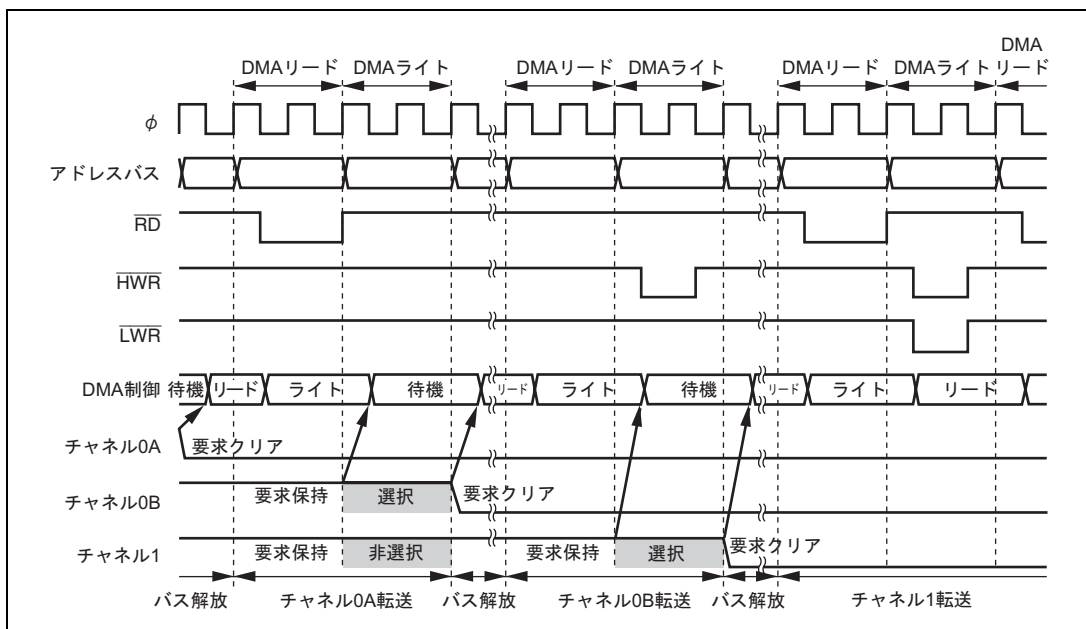 DMA
DMAリード DMAライト DMAリード DMAライト DMAリード DMAライト リード
φ
アドレスバス
RD
HWR
LWR
DMA制御 待機 リード ライト 待機 リード ライト 待機 リード ライト リード
チャネル0A 要求クリア
チャネル0B 要求保持 選択 要求クリア
チャネル1 要求保持 非選択 要求保持 選択 要求クリア
バス解放 チャネル0A転送 バス解放 チャネル0B転送 バス解放 チャネル1転送